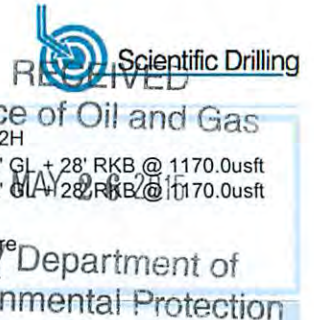 Scientific Drilling
RECEIVED
ce of Oil and Gas
2H
' GL + 28' RKB @ 1170.0usft
' GL + 28' RKB @ 1170.0usft
MAY 26
re
Department of
nmental Protection